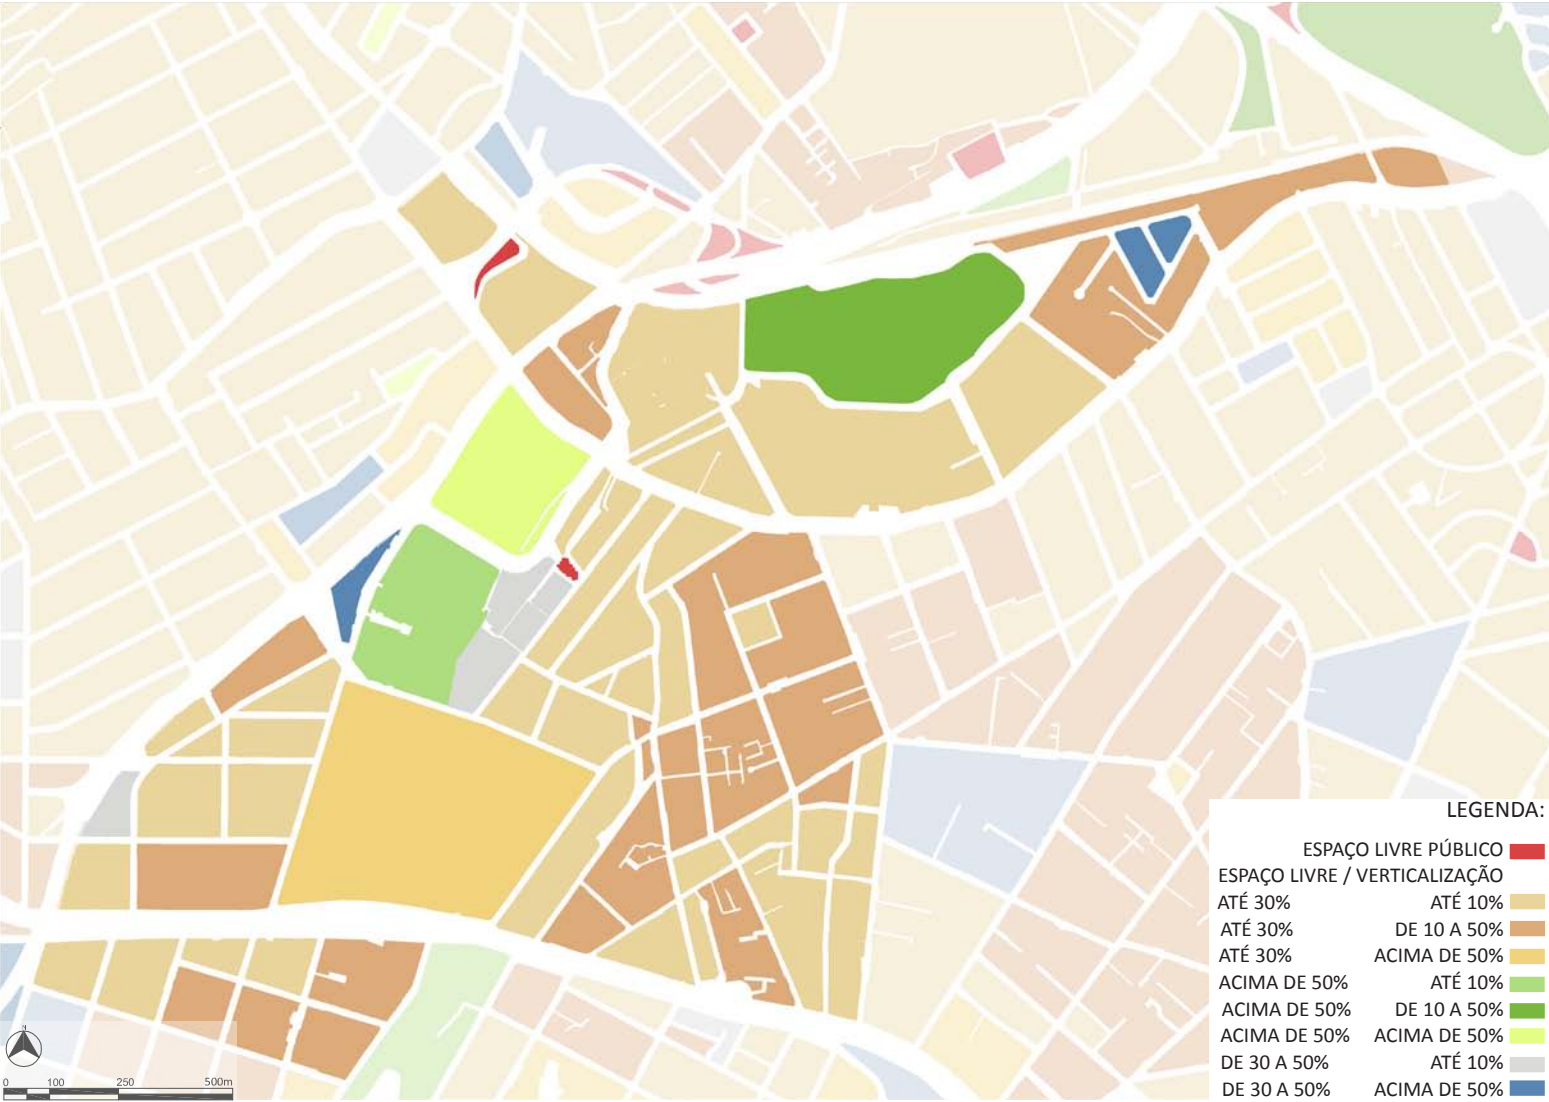 LEGENDA:
ESPAÇO LIVRE PÚBLICO
ESPAÇO LIVRE / VERTICALIZAÇÃO
ATÉ 30% ATÉ 10%
ATÉ 30% DE 10 A 50%
ATÉ 30% ACIMA DE 50%
ACIMA DE 50% ATÉ 10%
ACIMA DE 50% DE 10 A 50%
ACIMA DE 50% ACIMA DE 50%
DE 30 A 50% ATÉ 10%
DE 30 A 50% ACIMA DE 50%
N
0 100 250 500m